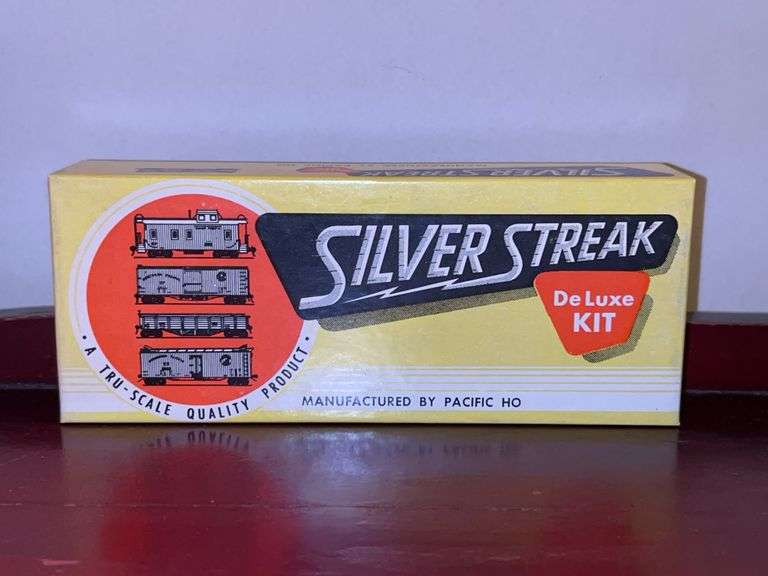 SILVER STREAK
SILVER STREAK
De Luxe
KIT
• A TRU-SCALE QUALITY PRODUCT •
MANUFACTURED BY PACIFIC HO